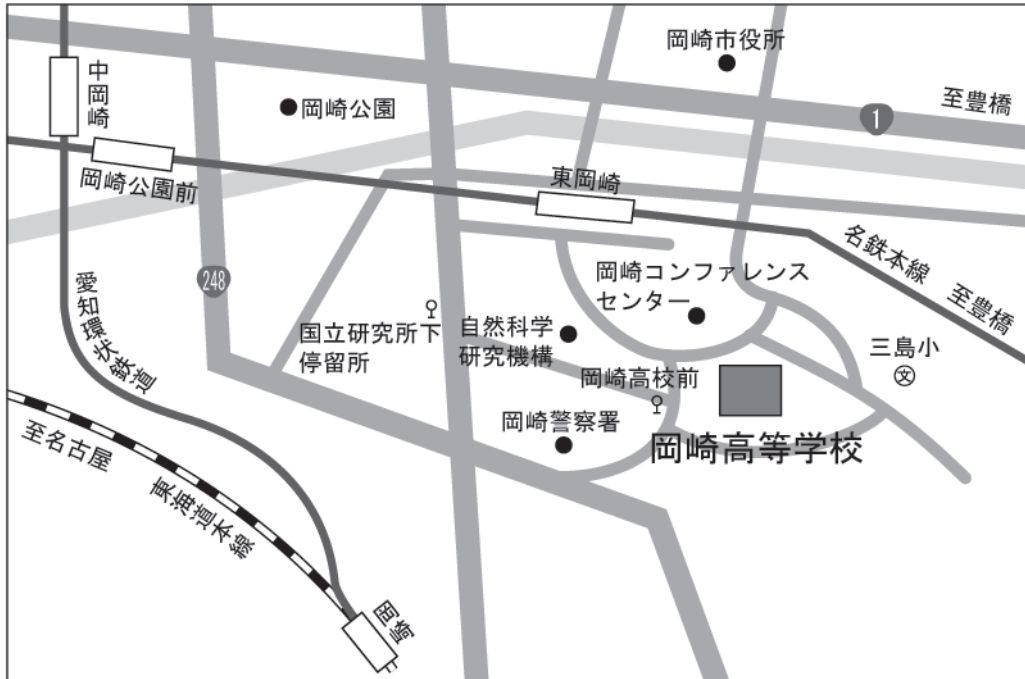 岡崎市役所
中岡崎
岡崎公園
至豊橋
1
岡崎公園前
東岡崎
名鉄本線
至豊橋
248
愛知環状鉄道
岡崎コンファレンス
センター
国立研究所下
停留所
自然科学
研究機構
三島小
文
岡崎高校前
岡崎警察署
岡崎高等学校
至名古屋
東海道本線
岡崎